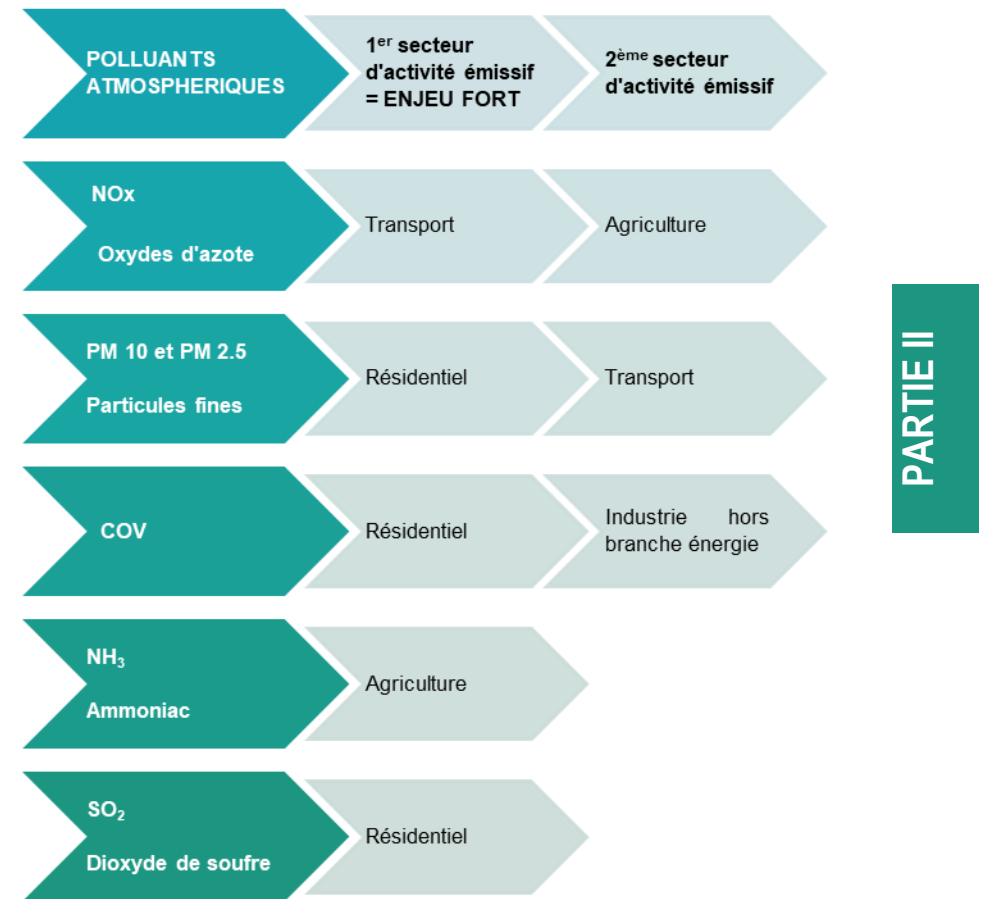 POLLUANTS
ATMOSPHERIQUES
1er secteur
d'activité émissif
= ENJEU FORT
2ème secteur
d'activité émissif
NOx
Oxydes d'azote
Transport
Agriculture
PM 10 et PM 2.5
Particules fines
Résidentiel
Transport
COV
Résidentiel
Industrie hors
branche énergie
NH3
Ammoniac
Agriculture
SO2
Dioxyde de soufre
Résidentiel
PARTIE II